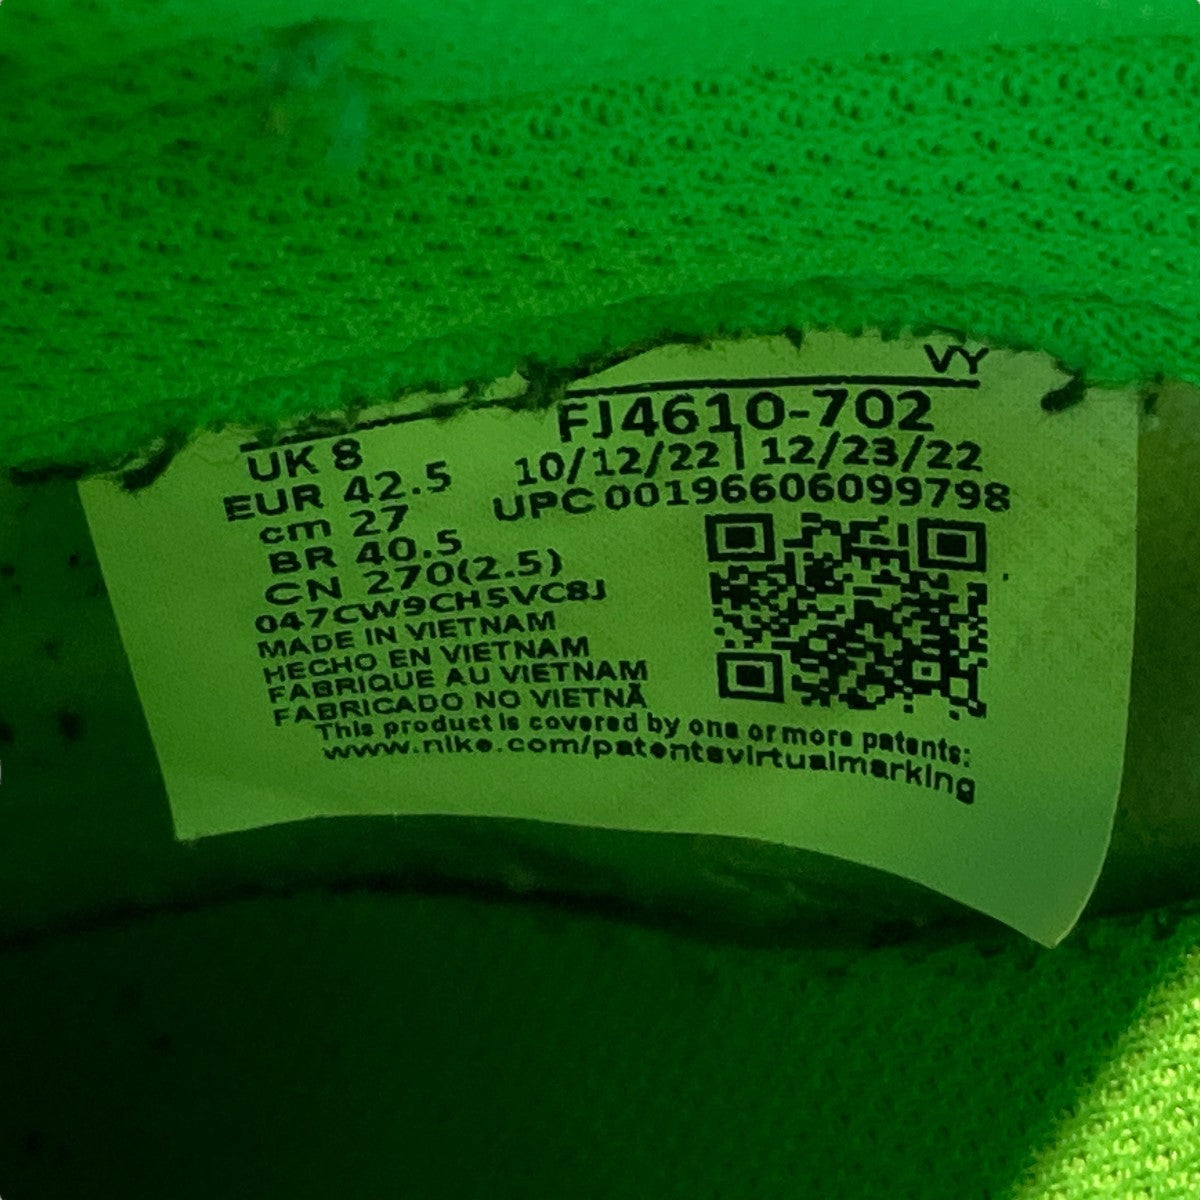 VY
UK 8
FJ4610-702
EUR 42.5
10/12/22 | 12/23/22
cm 27
UPC 00196606099798
BR 40.5
CN 270(2.5)
047CW9CH5VC8J
MADE IN VIETNAM
HECHO EN VIETNAM
FABRIQUE AU VIETNAM
FABRICADO NO VIETNÃ
This product is covered by one or more patents:
www.nike.com/patentsvirtualmarking